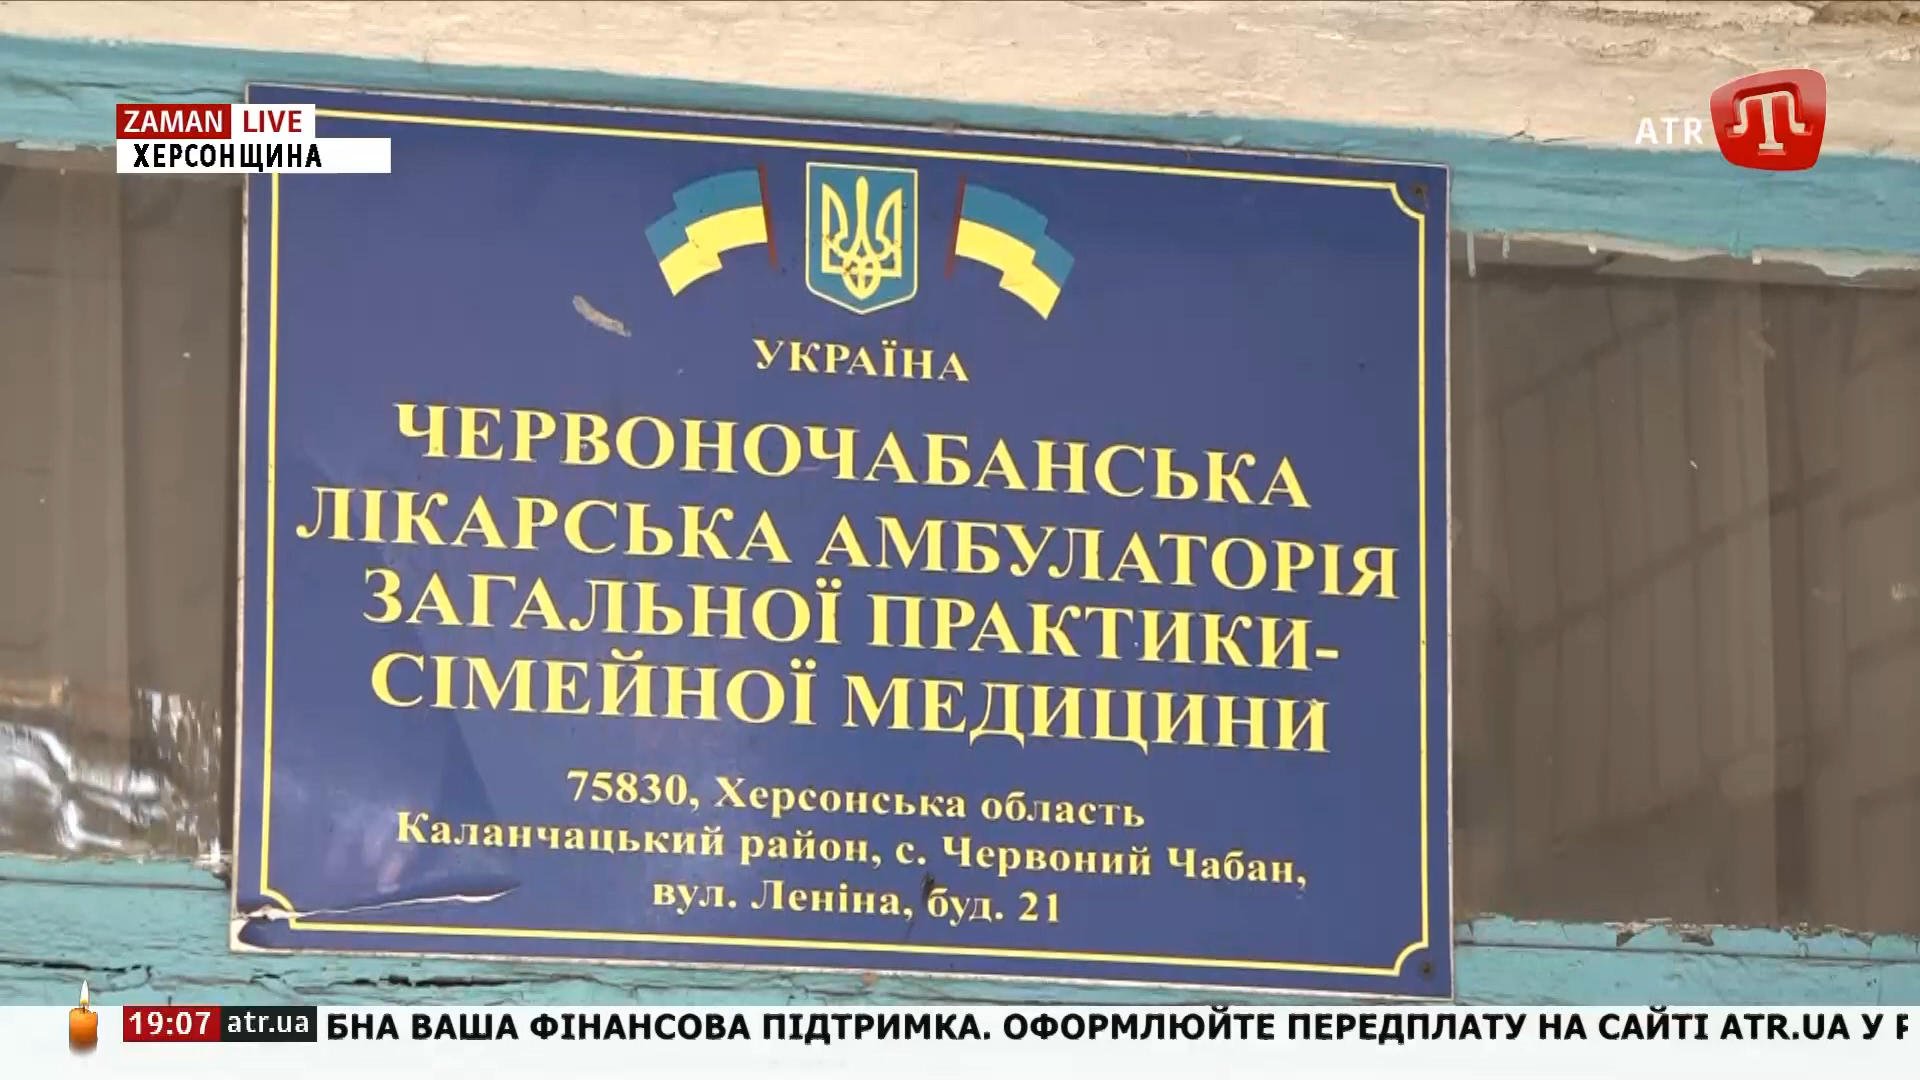 ZAMAN LIVE
ХЕРСОНЩИНА
ATR
УКРАЇНА
ЧЕРВОНОЧАБАНСЬКА
ЛІКАРСЬКА АМБУЛАТОРІЯ
ЗАГАЛЬНОЇ ПРАКТИКИ-
СІМЕЙНОЇ МЕДИЦИНИ
75830, Херсонська область
Каланчацький район, с. Червоний Чабан,
вул. Леніна, буд. 21
19:07 atr.ua БНА ВАША ФІНАНСОВА ПІДТРИМКА. ОФОРМЛЮЙТЕ ПЕРЕДПЛАТУ НА САЙТІ ATR.UA У